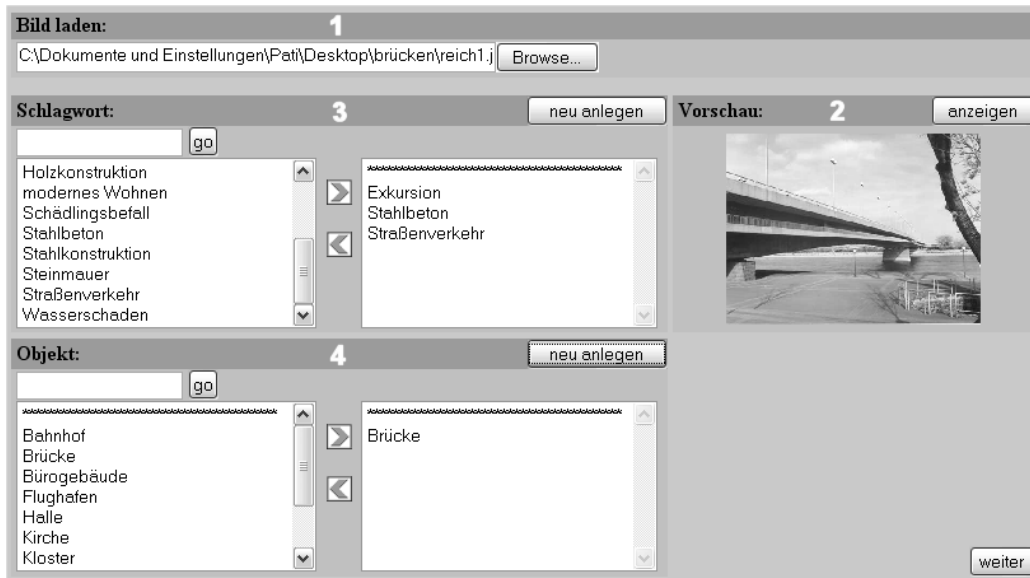 Bild laden: 1
C:\Dokumente und Einstellungen\Pati\Desktop\brücken\reich1.j Browse...
Schlagwort: 3 neu anlegen
go
Holzkonstruktion
modernes Wohnen
Schädlingsbefall
Stahlbeton
Stahlkonstruktion
Steinmauer
Straßenverkehr
Wasserschaden
Exkursion
Stahlbeton
Straßenverkehr
Vorschau: 2 anzeigen
Objekt: 4 neu anlegen
go
Bahnhof
Brücke
Bürogebäude
Flughafen
Halle
Kirche
Kloster
Brücke
weiter